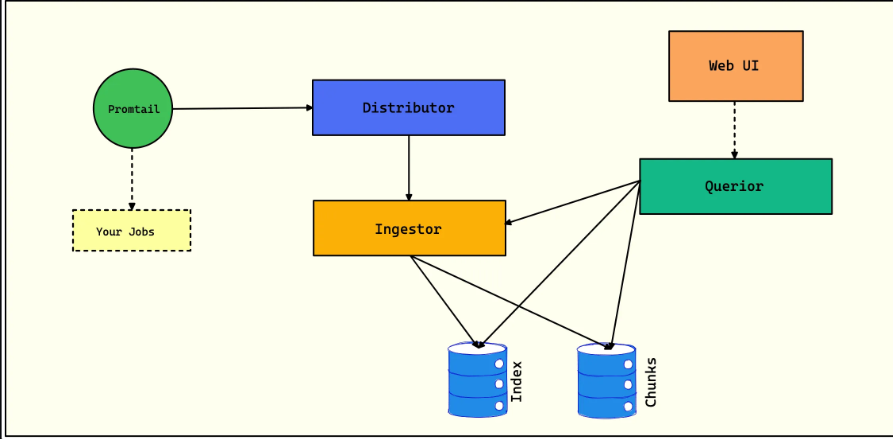 Web UI
Promtail
Distributor
Querior
Your Jobs
Ingestor
Index
Chunks